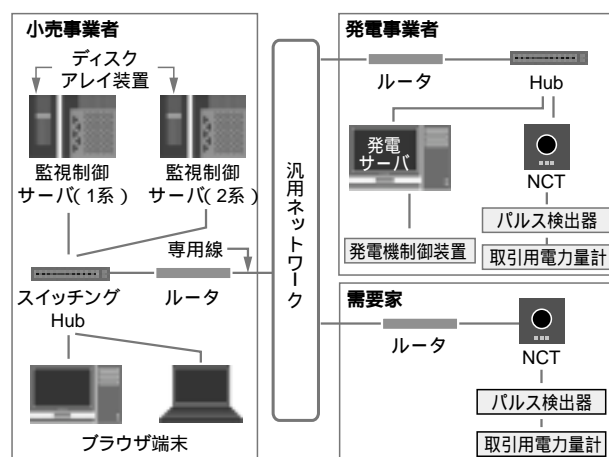 小売事業者
ディスク
アレイ装置
監視制御
サーバ(1系)
監視制御
サーバ(2系)
専用線
スイッチング
Hub
ルータ
ブラウザ端末
汎用ネットワーク
発電事業者
ルータ
Hub
発電
サーバ
NCT
パルス検出器
発電機制御装置
取引用電力量計
需要家
ルータ
NCT
パルス検出器
取引用電力量計